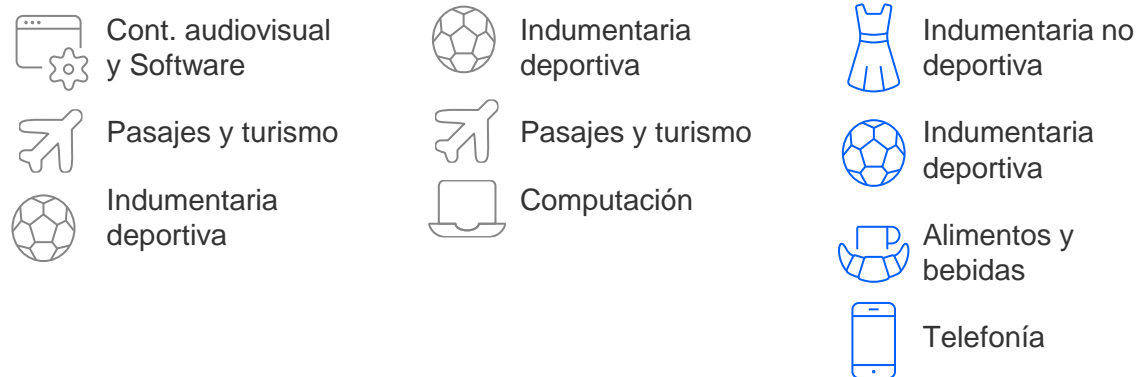 Cont. audiovisual
y Software
Pasajes y turismo
Indumentaria
deportiva
Indumentaria
deportiva
Pasajes y turismo
Computación
Indumentaria no
deportiva
Indumentaria
deportiva
Alimentos y
bebidas
Telefonía